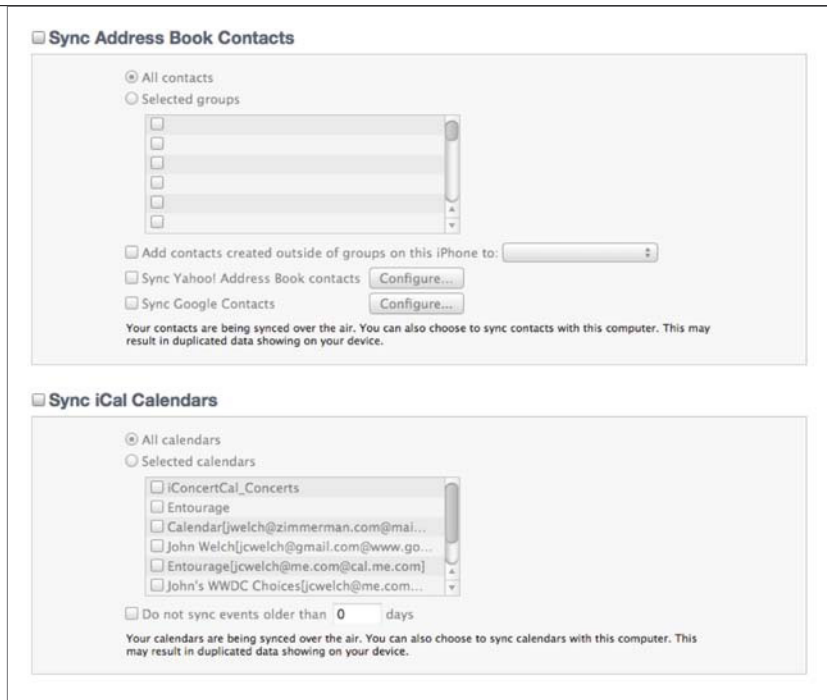 Sync Address Book Contacts
All contacts
Selected groups
Add contacts created outside of groups on this iPhone to:
Sync Yahoo! Address Book contacts Configure...
Sync Google Contacts Configure...
Your contacts are being synced over the air. You can also choose to sync contacts with this computer. This may
result in duplicated data showing on your device.
Sync iCal Calendars
All calendars
Selected calendars
iConcertCal_Concerts
Entourage
Calendar[jwelch@zimmerman.com@mai...
John Welch[jcwelch@gmail.com@www.go...
Entourage[jcwelch@me.com@cal.me.com]
John's WWDC Choices[jcwelch@me.com...
Do not sync events older than 0 days
Your calendars are being synced over the air. You can also choose to sync calendars with this computer. This
may result in duplicated data showing on your device.